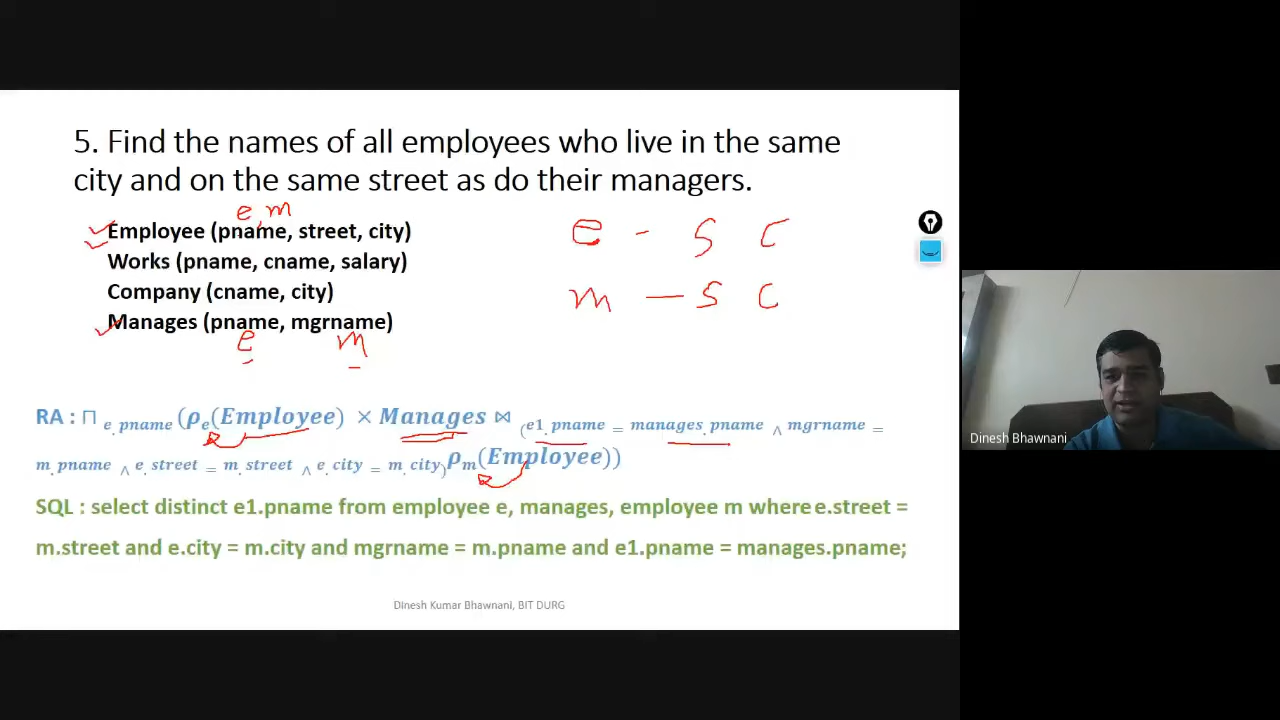 5. Find the names of all employees who live in the same
city and on the same street as do their managers.
e, m
Employee (pname, street, city)
e - s c
Works (pname, cname, salary)
Company (cname, city)
m — s c
Manages (pname, mgrname)
e m
RA : ⊓ e.pname (ρe(Employee) × Manages ⋈ (e1.pname = manages.pname ∧ mgrname =
m.pname ∧ e.street = m.street ∧ e.city = m.city)ρm(Employee))
SQL : select distinct e1.pname from employee e, manages, employee m where e.street =
m.street and e.city = m.city and mgrname = m.pname and e1.pname = manages.pname;
Dinesh Kumar Bhawnani, BIT DURG
Dinesh Bhawnani